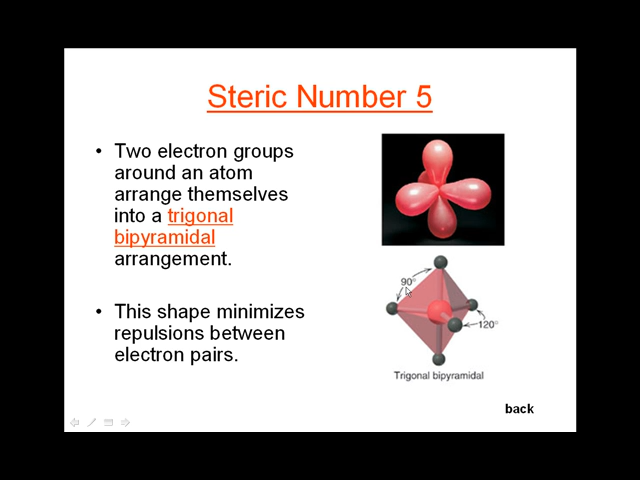 Steric Number 5
• Two electron groups
around an atom
arrange themselves
into a trigonal
bipyramidal
arrangement.
• This shape minimizes
repulsions between
electron pairs.
90°
120°
Trigonal bipyramidal
back